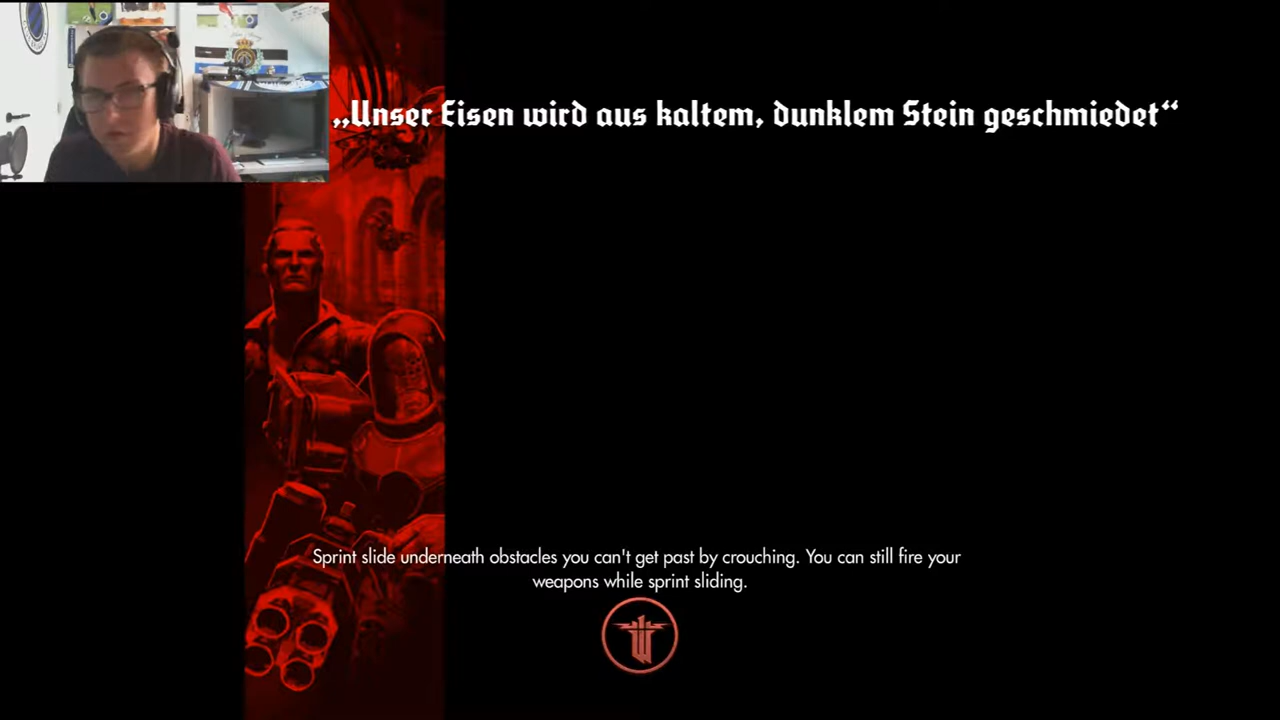 „Unser Eisen wird aus kaltem, dunklem Stein geschmiedet“
Sprint slide underneath obstacles you can't get past by crouching. You can still fire your
weapons while sprint sliding.